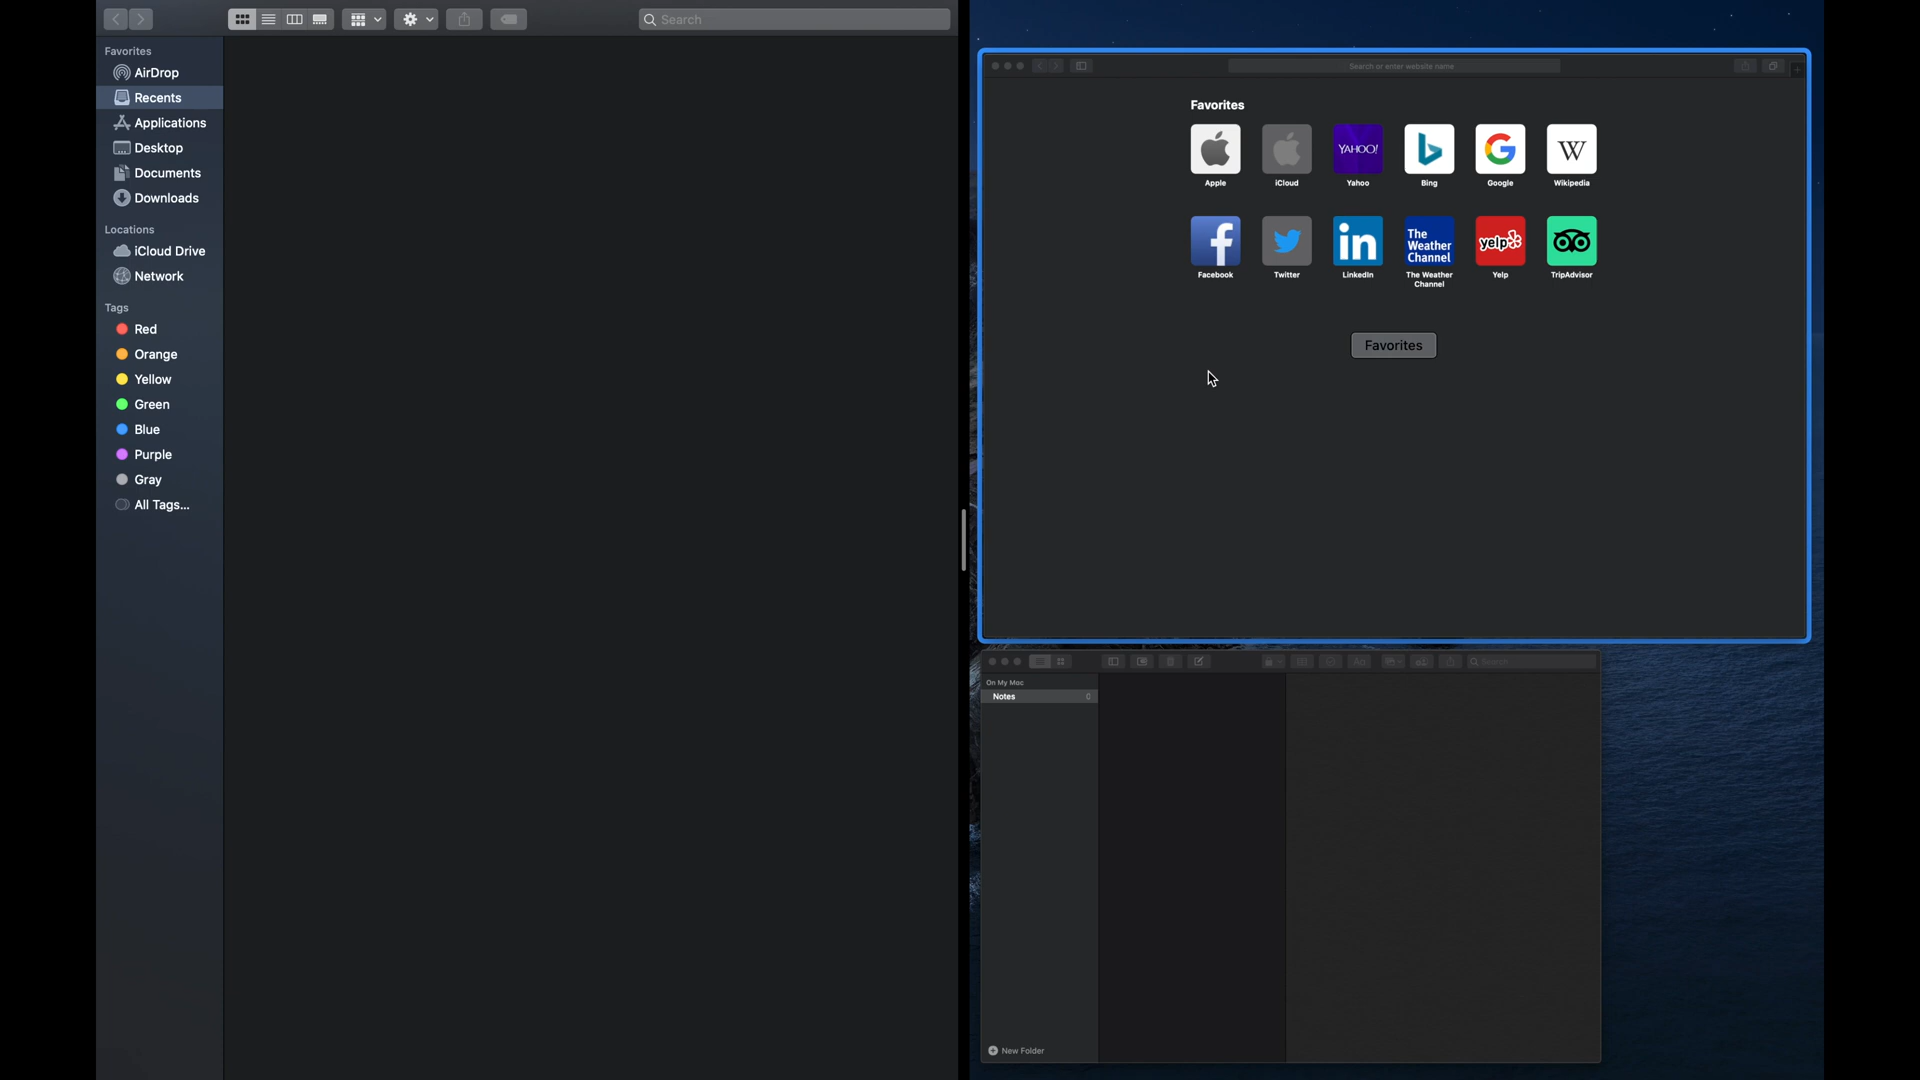 Search
Favorites
AirDrop
Recents
Applications
Desktop
Documents
Downloads
Locations
iCloud Drive
Network
Tags
Red
Orange
Yellow
Green
Blue
Purple
Gray
All Tags...
Search or enter website name
Favorites
YAHOO!
W
Apple
iCloud
Yahoo
Bing
Google
Wikipedia
The
Weather
Channel
yelp
Facebook
Twitter
LinkedIn
The Weather
Channel
Yelp
TripAdvisor
Favorites
Search
On My Mac
Notes 0
New Folder